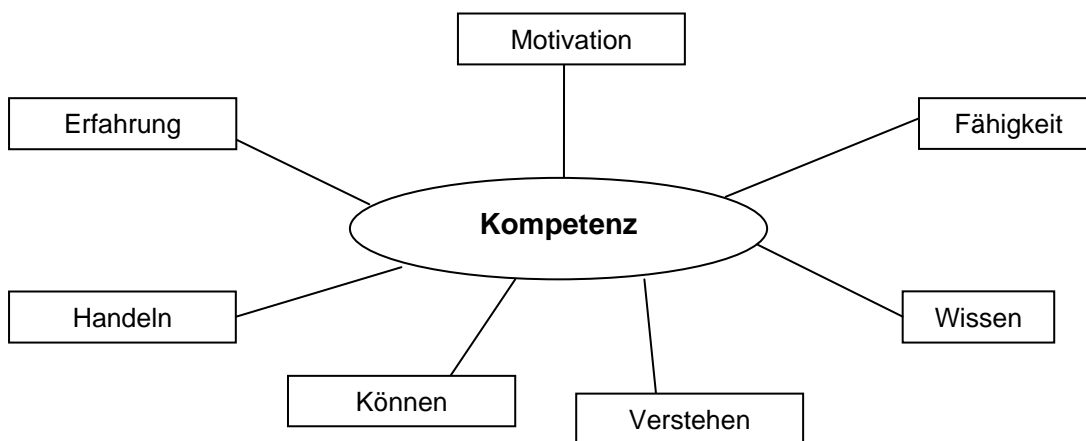 Motivation
Erfahrung
Fähigkeit
Kompetenz
Handeln
Wissen
Können
Verstehen